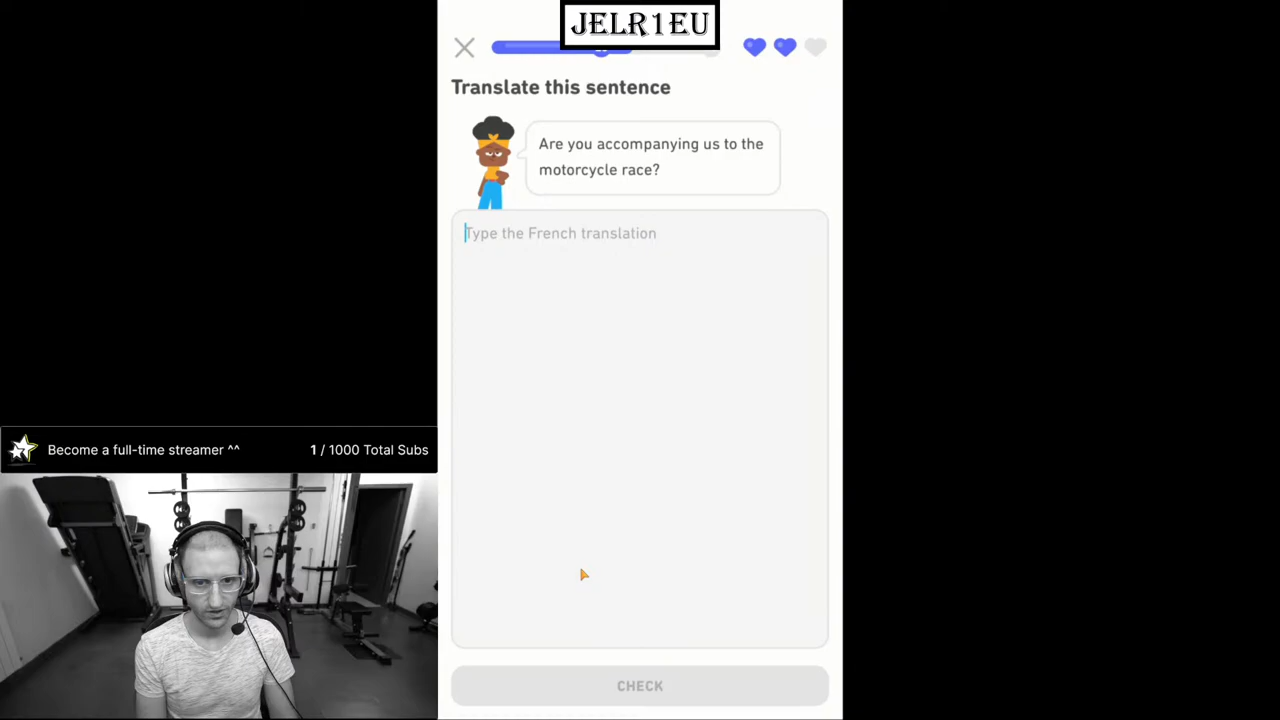 JELR1EU
Translate this sentence
Are you accompanying us to the
motorcycle race?
Type the French translation
Become a full-time streamer ^^ 1 / 1000 Total Subs
CHECK